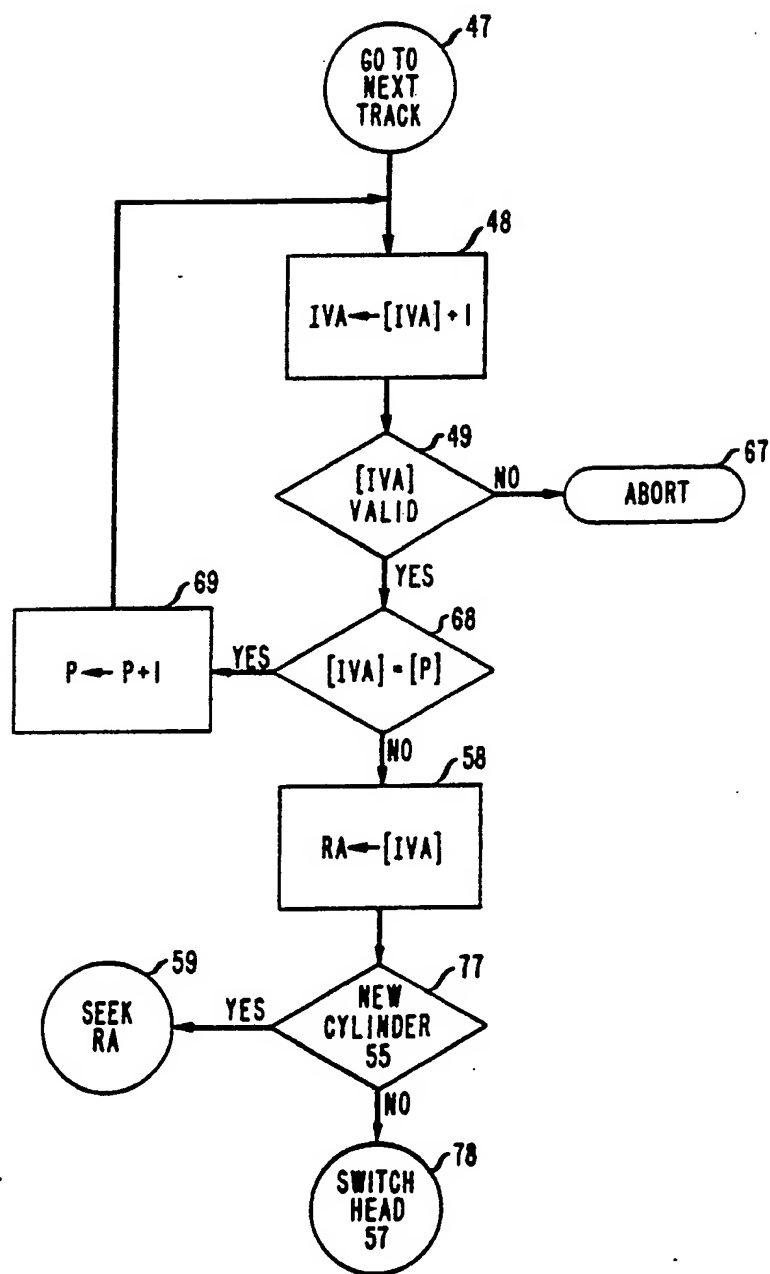 47
GO TO
NEXT
TRACK
48
IVA←[IVA]+1
49
[IVA]
VALID
NO
67
ABORT
YES
69
68
P←P+1
YES
[IVA]=[P]
NO
58
RA←[IVA]
59
77
SEEK
RA
YES
NEW
CYLINDER
55
NO
78
SWITCH
HEAD
57